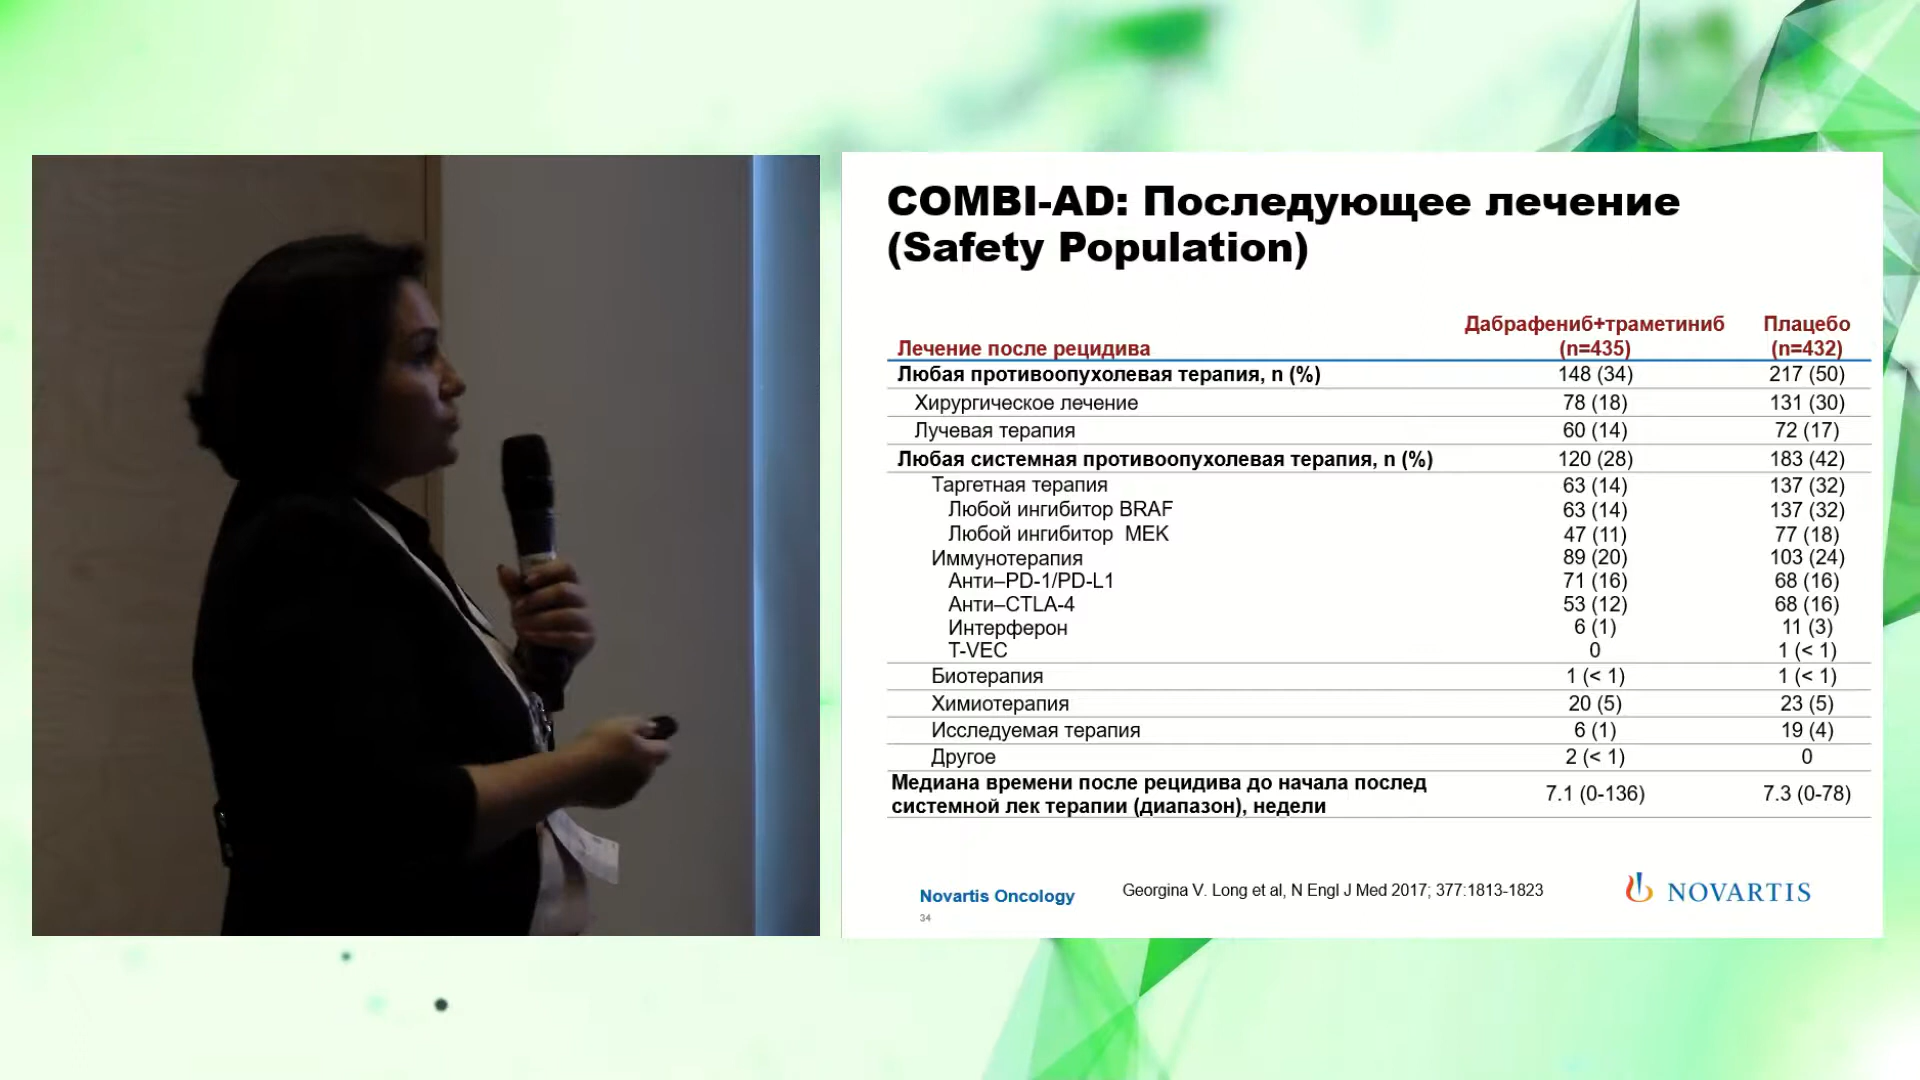 COMBI-AD: Последующее лечение
(Safety Population)
Дабрафениб+траметиниб Плацебо
Лечение после рецидива (n=435) (n=432)
Любая противоопухолевая терапия, n (%) 148 (34) 217 (50)
Хирургическое лечение 78 (18) 131 (30)
Лучевая терапия 60 (14) 72 (17)
Любая системная противоопухолевая терапия, n (%) 120 (28) 183 (42)
Таргетная терапия 63 (14) 137 (32)
Любой ингибитор BRAF 63 (14) 137 (32)
Любой ингибитор MEK 47 (11) 77 (18)
Иммунотерапия 89 (20) 103 (24)
Анти–PD-1/PD-L1 71 (16) 68 (16)
Анти–CTLA-4 53 (12) 68 (16)
Интерферон 6 (1) 11 (3)
T-VEC 0 1 (< 1)
Биотерапия 1 (< 1) 1 (< 1)
Химиотерапия 20 (5) 23 (5)
Исследуемая терапия 6 (1) 19 (4)
Другое 2 (< 1) 0
Медиана времени после рецидива до начала послед
системной лек терапии (диапазон), недели 7.1 (0-136) 7.3 (0-78)
Novartis Oncology Georgina V. Long et al, N Engl J Med 2017; 377:1813-1823 NOVARTIS
34